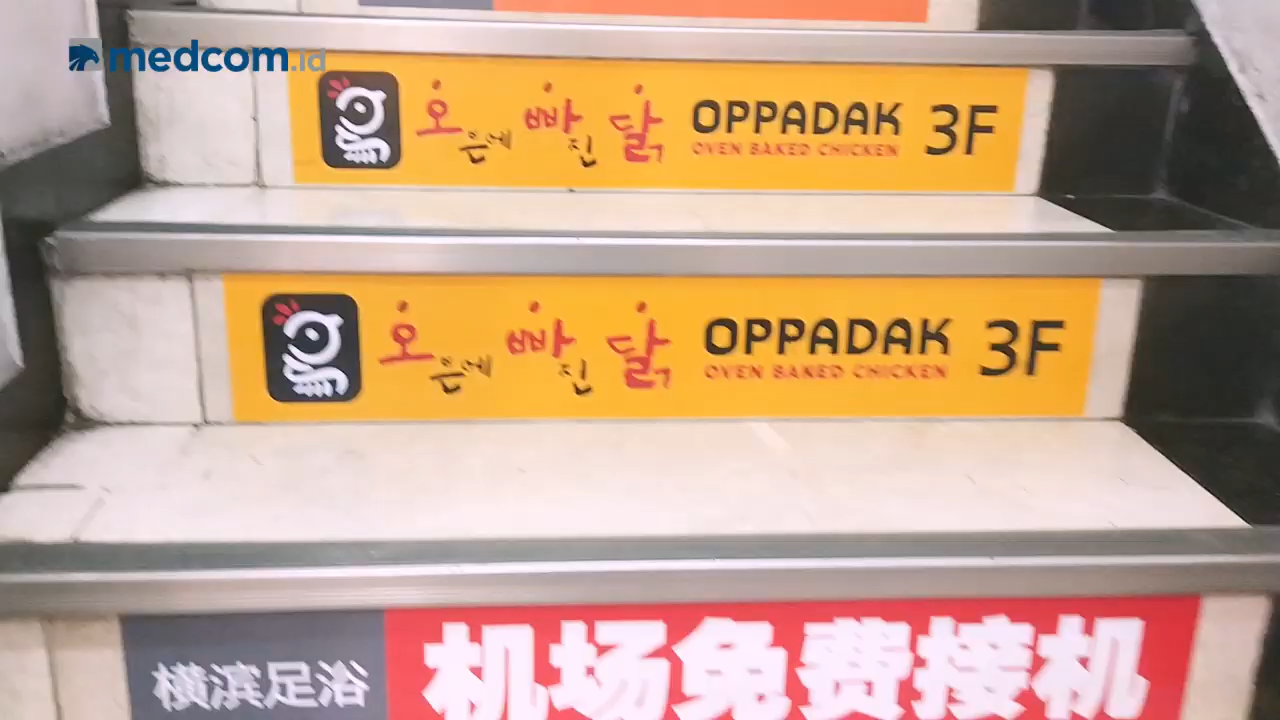 medcom.id
오븐에 빠진 닭 OPPADAK 3F
OVEN BAKED CHICKEN
오븐에 빠진 닭 OPPADAK 3F
OVEN BAKED CHICKEN
横滨足浴 机场免费接机